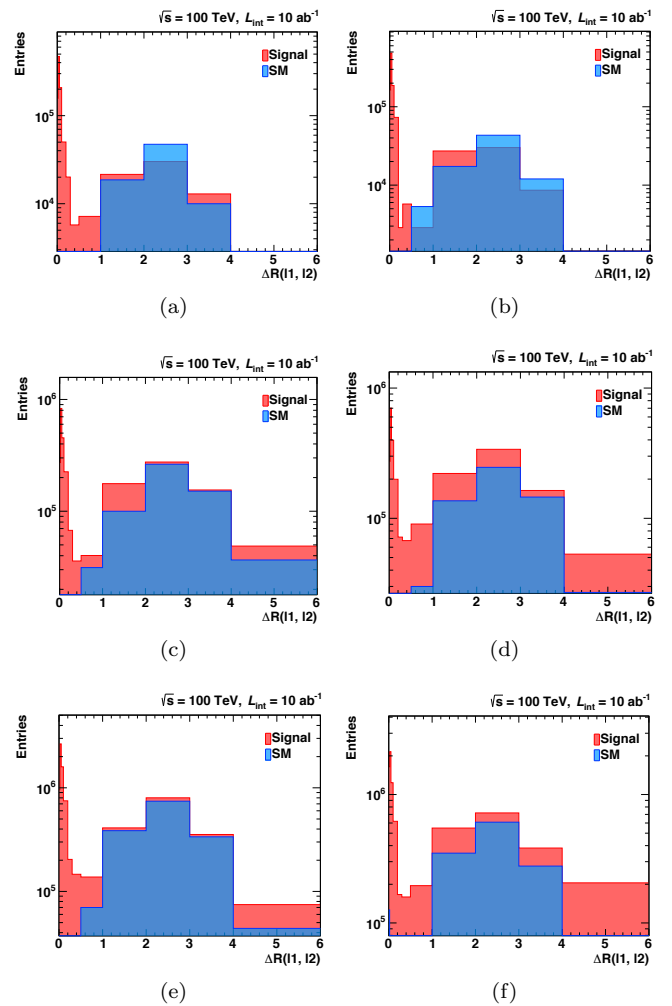 √s = 100 TeV, L_int = 10 ab⁻¹
Entries
Signal
SM
10⁵
10⁴
0 1 2 3 4 5 6
ΔR(l1, l2)
(a)
√s = 100 TeV, L_int = 10 ab⁻¹
Entries
Signal
SM
10⁵
10⁴
0 1 2 3 4 5 6
ΔR(l1, l2)
(b)
√s = 100 TeV, L_int = 10 ab⁻¹
Entries
Signal
SM
10⁶
10⁵
0 1 2 3 4 5 6
ΔR(l1, l2)
(c)
√s = 100 TeV, L_int = 10 ab⁻¹
Entries
Signal
SM
10⁶
10⁵
0 1 2 3 4 5 6
ΔR(l1, l2)
(d)
√s = 100 TeV, L_int = 10 ab⁻¹
Entries
Signal
SM
10⁶
10⁵
0 1 2 3 4 5 6
ΔR(l1, l2)
(e)
√s = 100 TeV, L_int = 10 ab⁻¹
Entries
Signal
SM
10⁶
10⁵
0 1 2 3 4 5 6
ΔR(l1, l2)
(f)